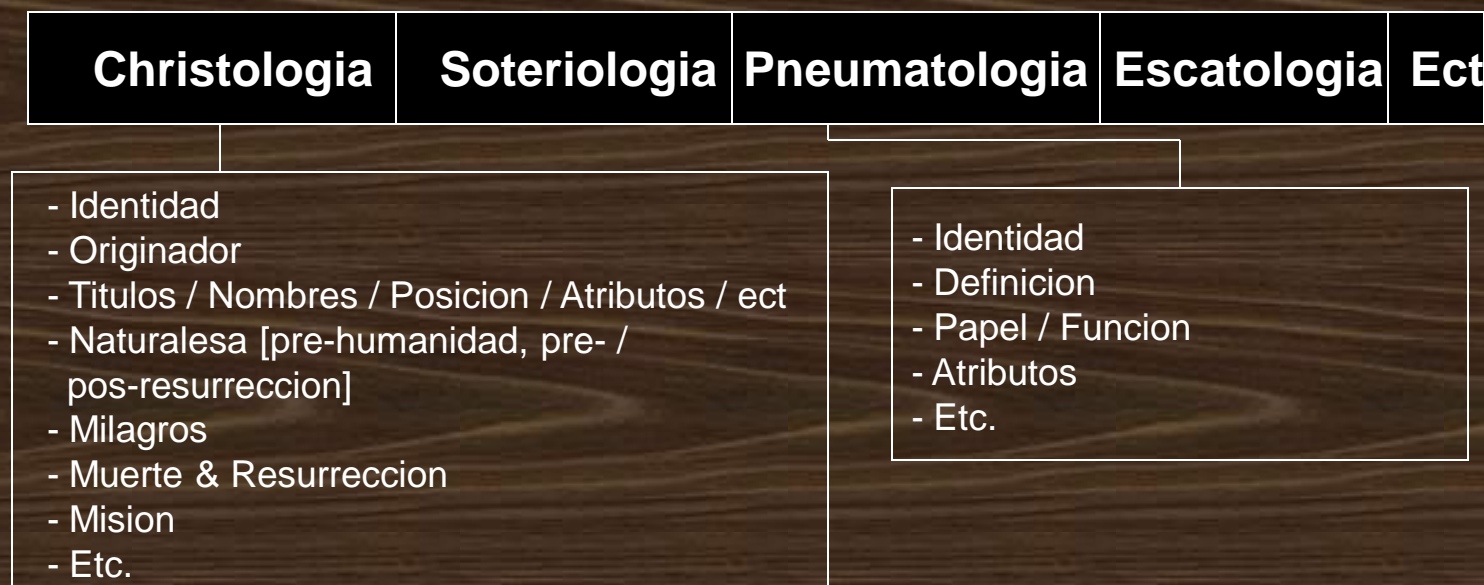 Christologia Soteriologia Pneumatologia Escatologia Ect
- Identidad
- Originador
- Titulos / Nombres / Posicion / Atributos / ect
- Naturalesa [pre-humanidad, pre- /
pos-resurreccion]
- Milagros
- Muerte & Resurreccion
- Mision
- Etc.
- Identidad
- Definicion
- Papel / Funcion
- Atributos
- Etc.